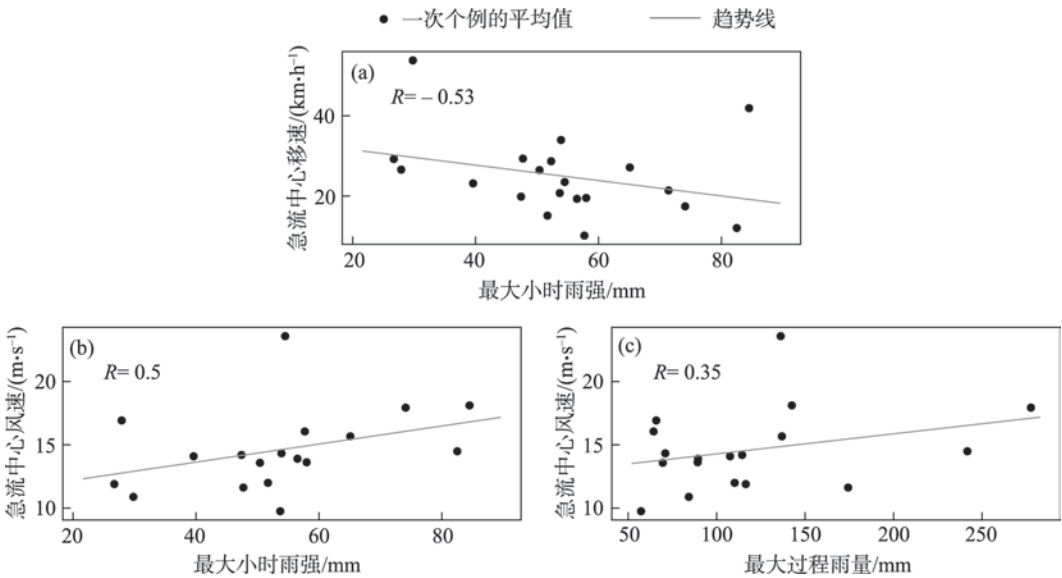 一次个例的平均值 趋势线
(a)
R= – 0.53
急流中心移速/(km·h⁻¹)
40
20
20 40 60 80
最大小时雨强/mm
(b)
R= 0.5
急流中心风速/(m·s⁻¹)
20
15
10
20 40 60 80
最大小时雨强/mm
(c)
R= 0.35
急流中心风速/(m·s⁻¹)
20
15
10
50 100 150 200 250
最大过程雨量/mm